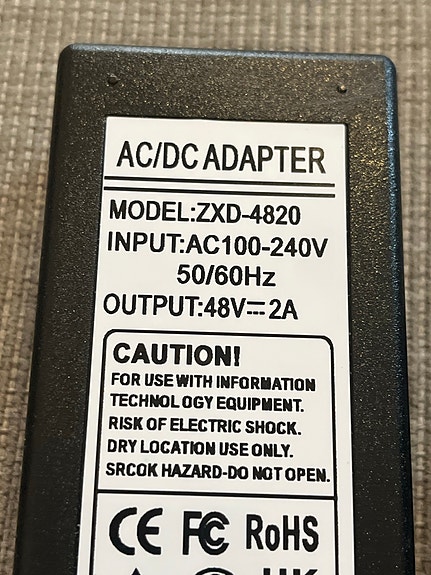 AC/DC ADAPTER
MODEL:ZXD-4820
INPUT:AC100-240V
50/60Hz
OUTPUT:48V⎓2A
CAUTION!
FOR USE WITH INFORMATION
TECHNOLOGY EQUIPMENT.
RISK OF ELECTRIC SHOCK.
DRY LOCATION USE ONLY.
SRCOK HAZARD-DO NOT OPEN.
CE FC RoHS